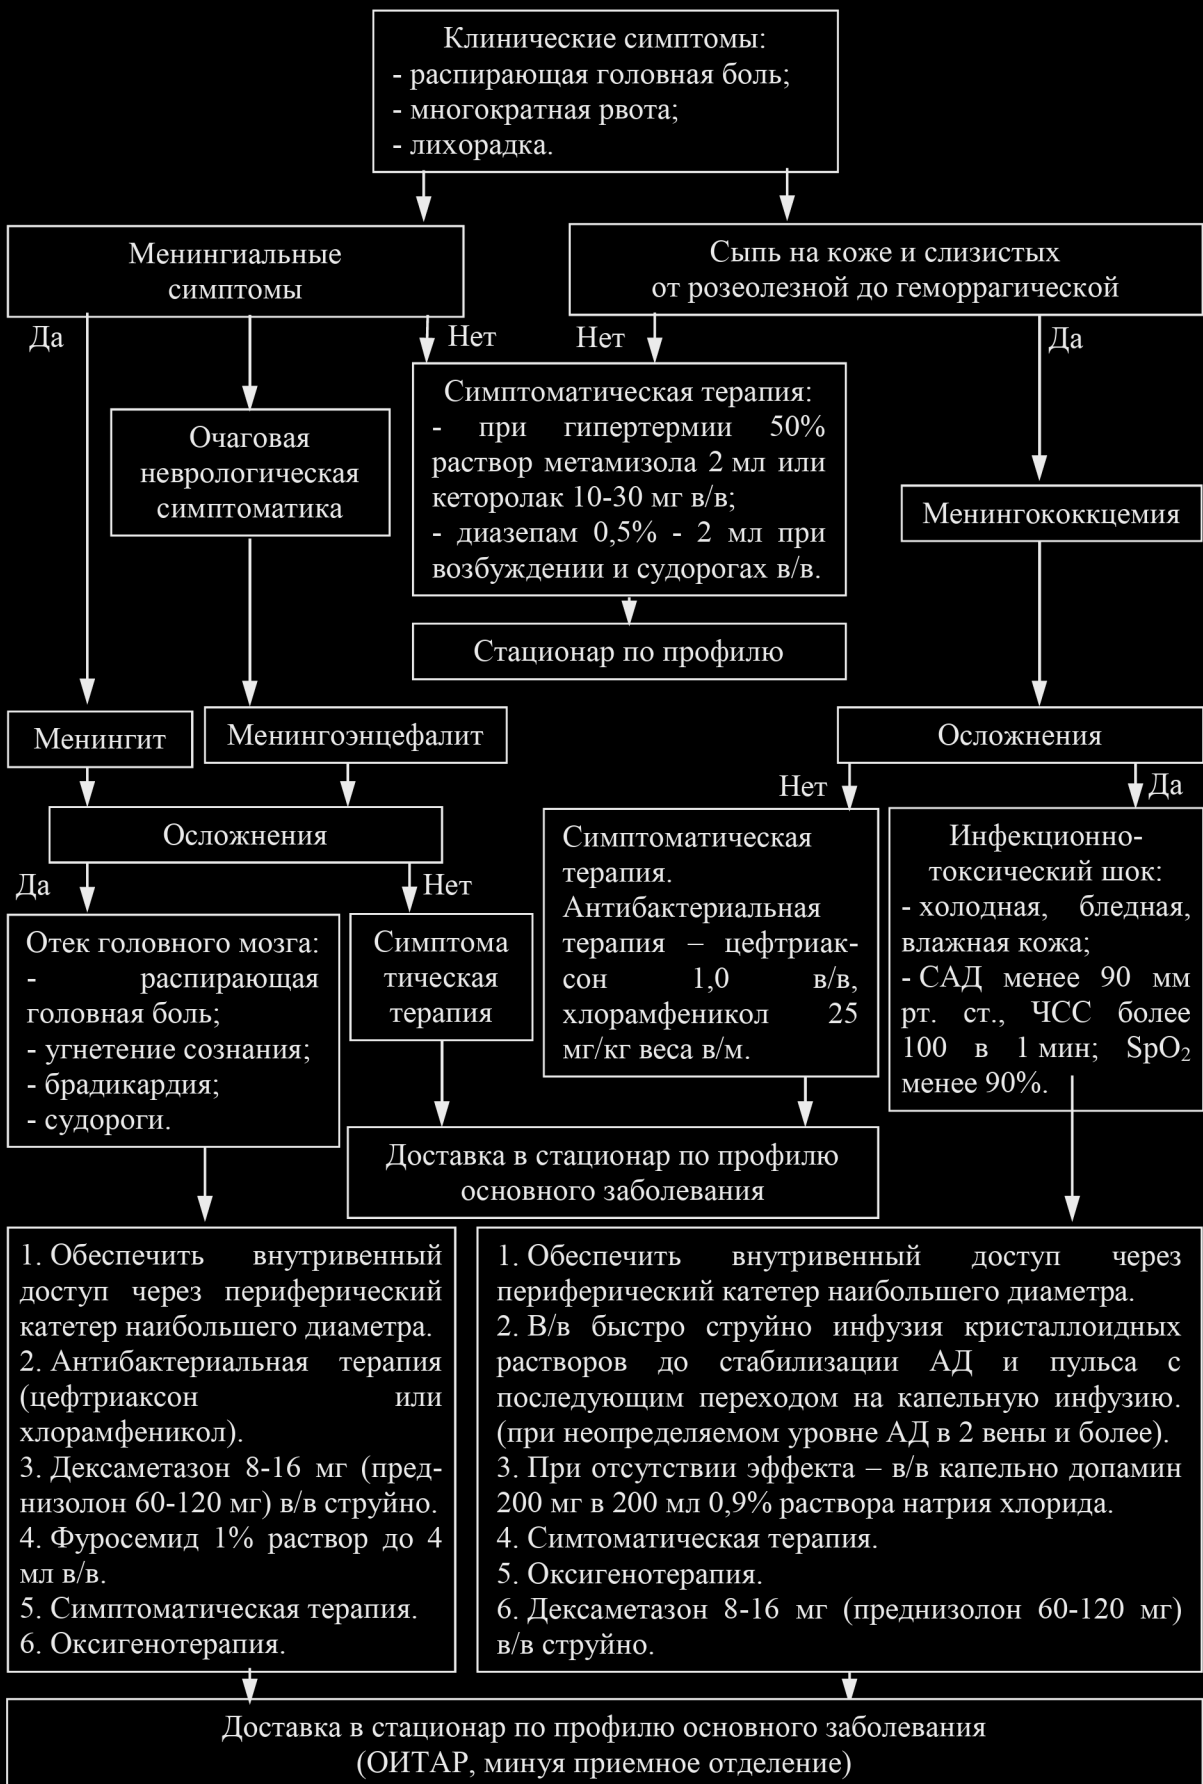 Клинические симптомы:
- распирающая головная боль;
- многократная рвота;
- лихорадка.
Менингиальные
симптомы
Сыпь на коже и слизистых
от розеолезной до геморрагической
Да
Нет
Нет
Да
Очаговая
неврологическая
симптоматика
Симптоматическая терапия:
- при гипертермии 50%
раствор метамизола 2 мл или
кеторолак 10-30 мг в/в;
- диазепам 0,5% - 2 мл при
возбуждении и судорогах в/в.
Менингококкцемия
Стационар по профилю
Менингит
Менингоэнцефалит
Осложнения
Осложнения
Да
Нет
Нет
Да
Отек головного мозга:
- распирающая
головная боль;
- угнетение сознания;
- брадикардия;
- судороги.
Симптома
тическая
терапия
Симптоматическая
терапия.
Антибактериальная
терапия – цефтриак-
сон 1,0 в/в,
хлорамфеникол 25
мг/кг веса в/м.
Инфекционно-
токсический шок:
- холодная, бледная,
влажная кожа;
- САД менее 90 мм
рт. ст., ЧСС более
100 в 1 мин; SpO₂
менее 90%.
Доставка в стационар по профилю
основного заболевания
1. Обеспечить внутривенный
доступ через периферический
катетер наибольшего диаметра.
2. Антибактериальная терапия
(цефтриаксон или
хлорамфеникол).
3. Дексаметазон 8-16 мг (пред-
низолон 60-120 мг) в/в струйно.
4. Фуросемид 1% раствор до 4
мл в/в.
5. Симптоматическая терапия.
6. Оксигенотерапия.
1. Обеспечить внутривенный доступ через
периферический катетер наибольшего диаметра.
2. В/в быстро струйно инфузия кристаллоидных
растворов до стабилизации АД и пульса с
последующим переходом на капельную инфузию.
(при неопределяемом уровне АД в 2 вены и более).
3. При отсутствии эффекта – в/в капельно допамин
200 мг в 200 мл 0,9% раствора натрия хлорида.
4. Симтоматическая терапия.
5. Оксигенотерапия.
6. Дексаметазон 8-16 мг (преднизолон 60-120 мг)
в/в струйно.
Доставка в стационар по профилю основного заболевания
(ОИТАР, минуя приемное отделение)